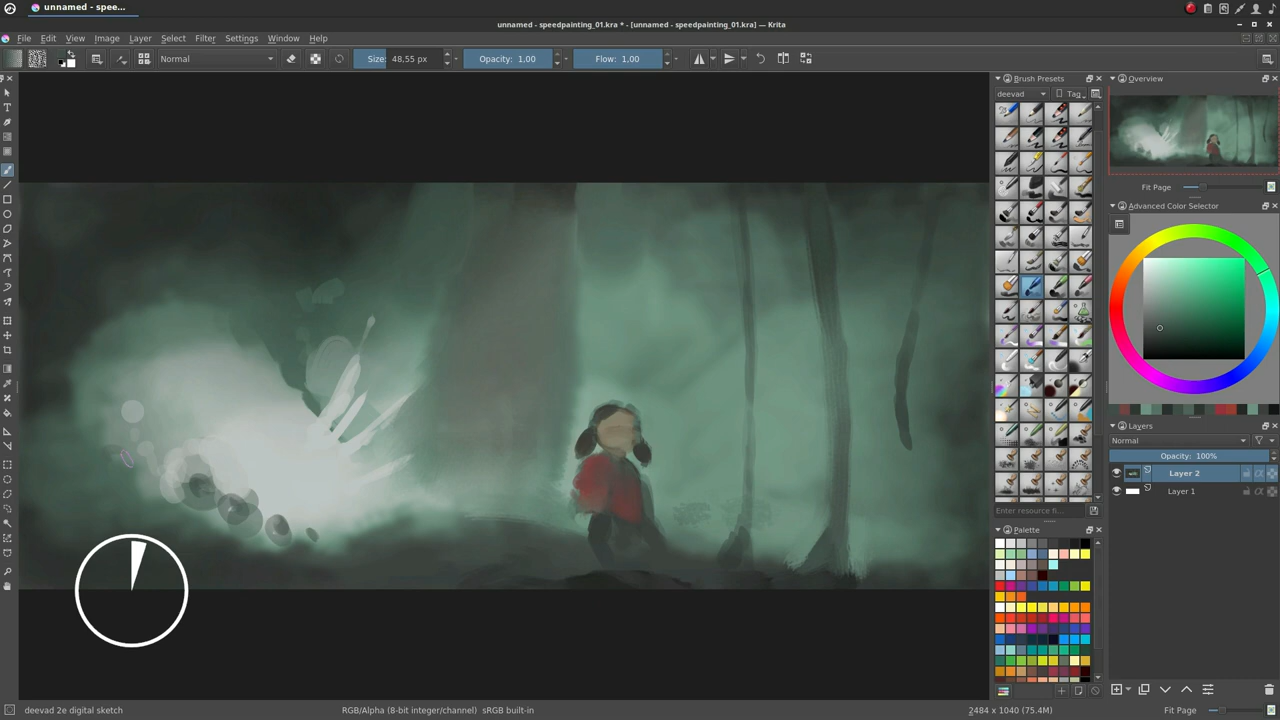 unnamed - spee...
unnamed - speedpainting_01.kra * - [unnamed - speedpainting_01.kra] — Krita
File Edit View Image Layer Select Filter Settings Window Help
Normal Size: 48,55 px Opacity: 1,00 Flow: 1,00
Brush Presets
deevad Tag
Enter resource fi...
Palette
Overview
Fit Page
Advanced Color Selector
Layers
Normal
Opacity: 100%
Layer 2
Layer 1
deevad 2e digital sketch RGB/Alpha (8-bit integer/channel) sRGB built-in 2484 x 1040 (75.4M) Fit Page